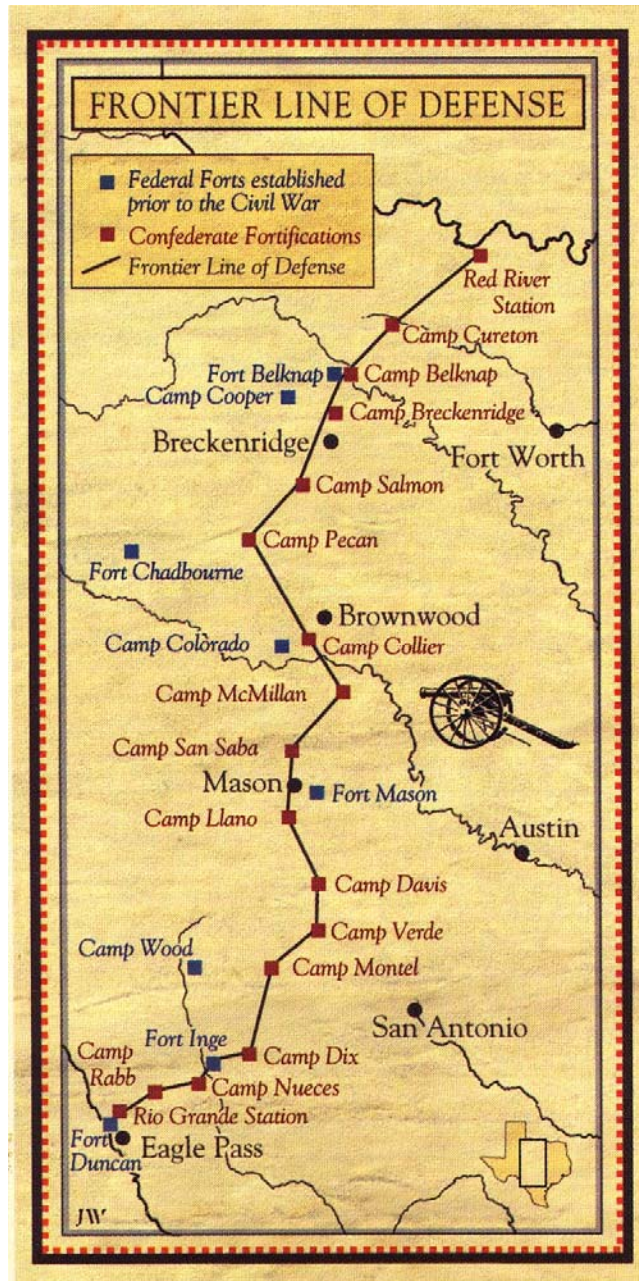 FRONTIER LINE OF DEFENSE
Federal Forts established
prior to the Civil War
Confederate Fortifications
Frontier Line of Defense
Red River
Station
Camp Cureton
Fort Belknap
Camp Belknap
Camp Cooper
Camp Breckenridge
Breckenridge
Fort Worth
Camp Salmon
Camp Pecan
Fort Chadbourne
Brownwood
Camp Colorado
Camp Collier
Camp McMillan
Camp San Saba
Mason
Fort Mason
Camp Llano
Austin
Camp Davis
Camp Verde
Camp Wood
Camp Montel
San Antonio
Fort Inge
Camp Dix
Camp
Rabb
Camp Nueces
Rio Grande Station
Fort
Duncan
Eagle Pass
JW